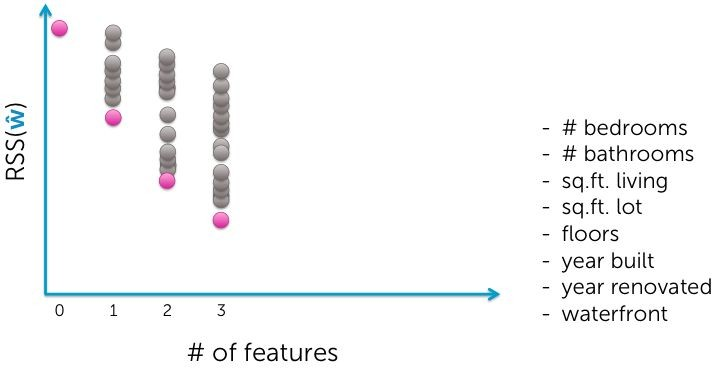 RSS(ŵ)
0 1 2 3
# of features
- # bedrooms
- # bathrooms
- sq.ft. living
- sq.ft. lot
- floors
- year built
- year renovated
- waterfront